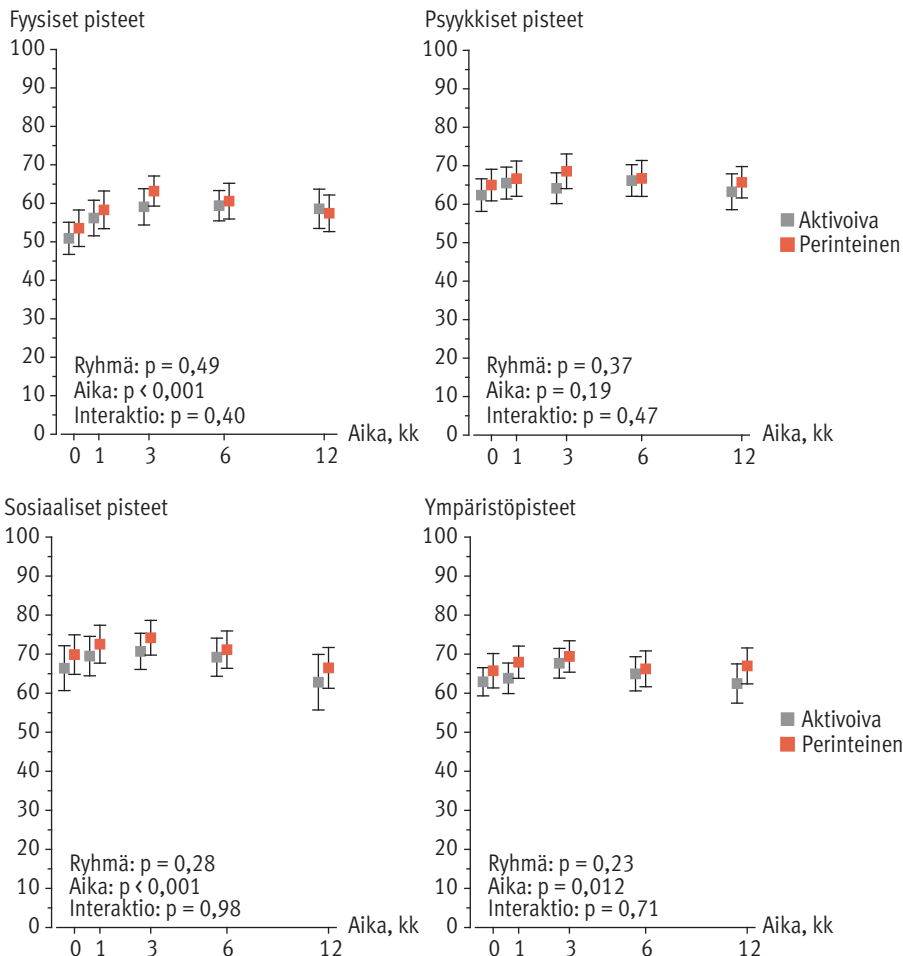 Fyysiset pisteet
100
90
80
70
60
50
40
30
20
10
0
Ryhmä: p = 0,49
Aika: p < 0,001
Interaktio: p = 0,40
Aika, kk
0 1 3 6 12
Psyykkiset pisteet
100
90
80
70
60
50
40
30
20
10
0
Ryhmä: p = 0,37
Aika: p = 0,19
Interaktio: p = 0,47
Aika, kk
0 1 3 6 12
Aktivoiva
Perinteinen
Sosiaaliset pisteet
100
90
80
70
60
50
40
30
20
10
0
Ryhmä: p = 0,28
Aika: p < 0,001
Interaktio: p = 0,98
Aika, kk
0 1 3 6 12
Ympäristöpisteet
100
90
80
70
60
50
40
30
20
10
0
Ryhmä: p = 0,23
Aika: p = 0,012
Interaktio: p = 0,71
Aika, kk
0 1 3 6 12
Aktivoiva
Perinteinen